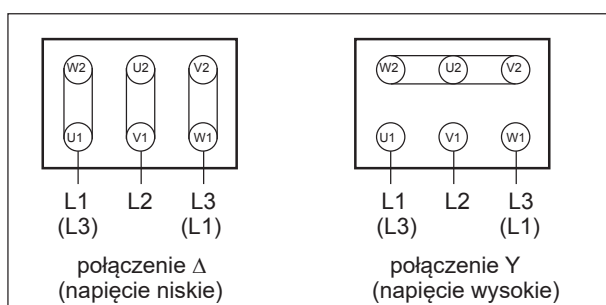 W2 U2 V2
U1 V1 W1
L1 L2 L3
(L3) (L1)
połączenie Δ
(napięcie niskie)
W2 U2 V2
U1 V1 W1
L1 L2 L3
(L3) (L1)
połączenie Y
(napięcie wysokie)